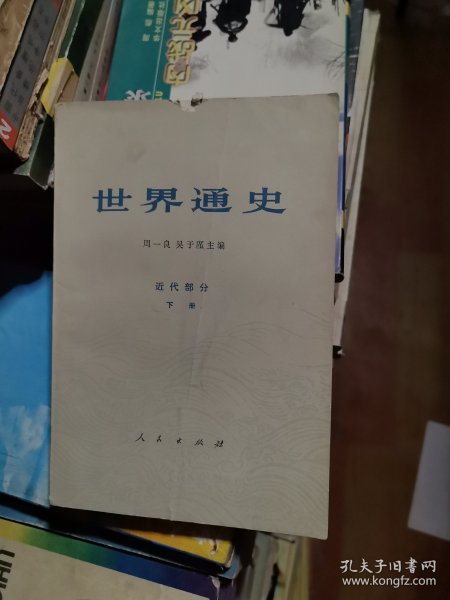 世界通史
周一良 吴于廑主编
近代部分
下册
人民出版社
孔夫子旧书网
www.kongfz.com